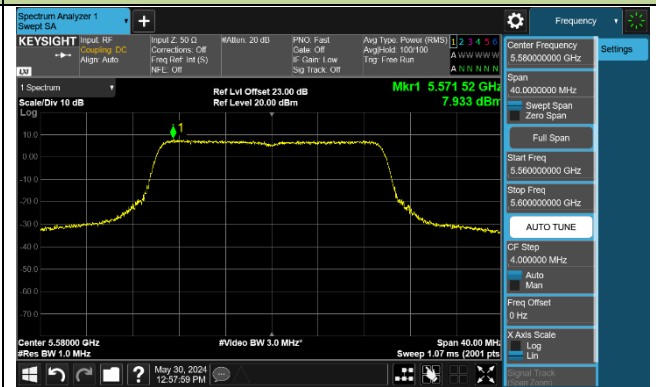 Spectrum Analyzer 1
Swept SA
+
Frequency
KEYSIGHT
Input: RF
Coupling: DC
Align: Auto
Input Z: 50 Ω
Corrections: Off
Freq Ref: Int (S)
NFE: Off
#Atten: 20 dB
PNO: Fast
Gate: Off
IF Gain: Low
Sig Track: Off
Avg Type: Power (RMS)
Avg|Hold: 100/100
Trig: Free Run
1 2 3 4 5 6
A W W W W W
A N N N N N
LXI
1 Spectrum
Scale/Div 10 dB
Log
Ref Lvl Offset 23.00 dB
Ref Level 20.00 dBm
Mkr1 5.571 52 GHz
7.933 dBm
1
10.0
0.00
-10.0
-20.0
-30.0
-40.0
-50.0
-60.0
-70.0
Center 5.58000 GHz
#Res BW 1.0 MHz
#Video BW 3.0 MHz*
Span 40.00 MHz
Sweep 1.07 ms (2001 pts
May 30, 2024
12:57:59 PM
Center Frequency
5.580000000 GHz
Settings
Span
40.0000000 MHz
Swept Span
Zero Span
Full Span
Start Freq
5.560000000 GHz
Stop Freq
5.600000000 GHz
AUTO TUNE
CF Step
4.000000 MHz
Auto
Man
Freq Offset
0 Hz
X Axis Scale
Log
Lin
Signal Track
(Span Zoom)